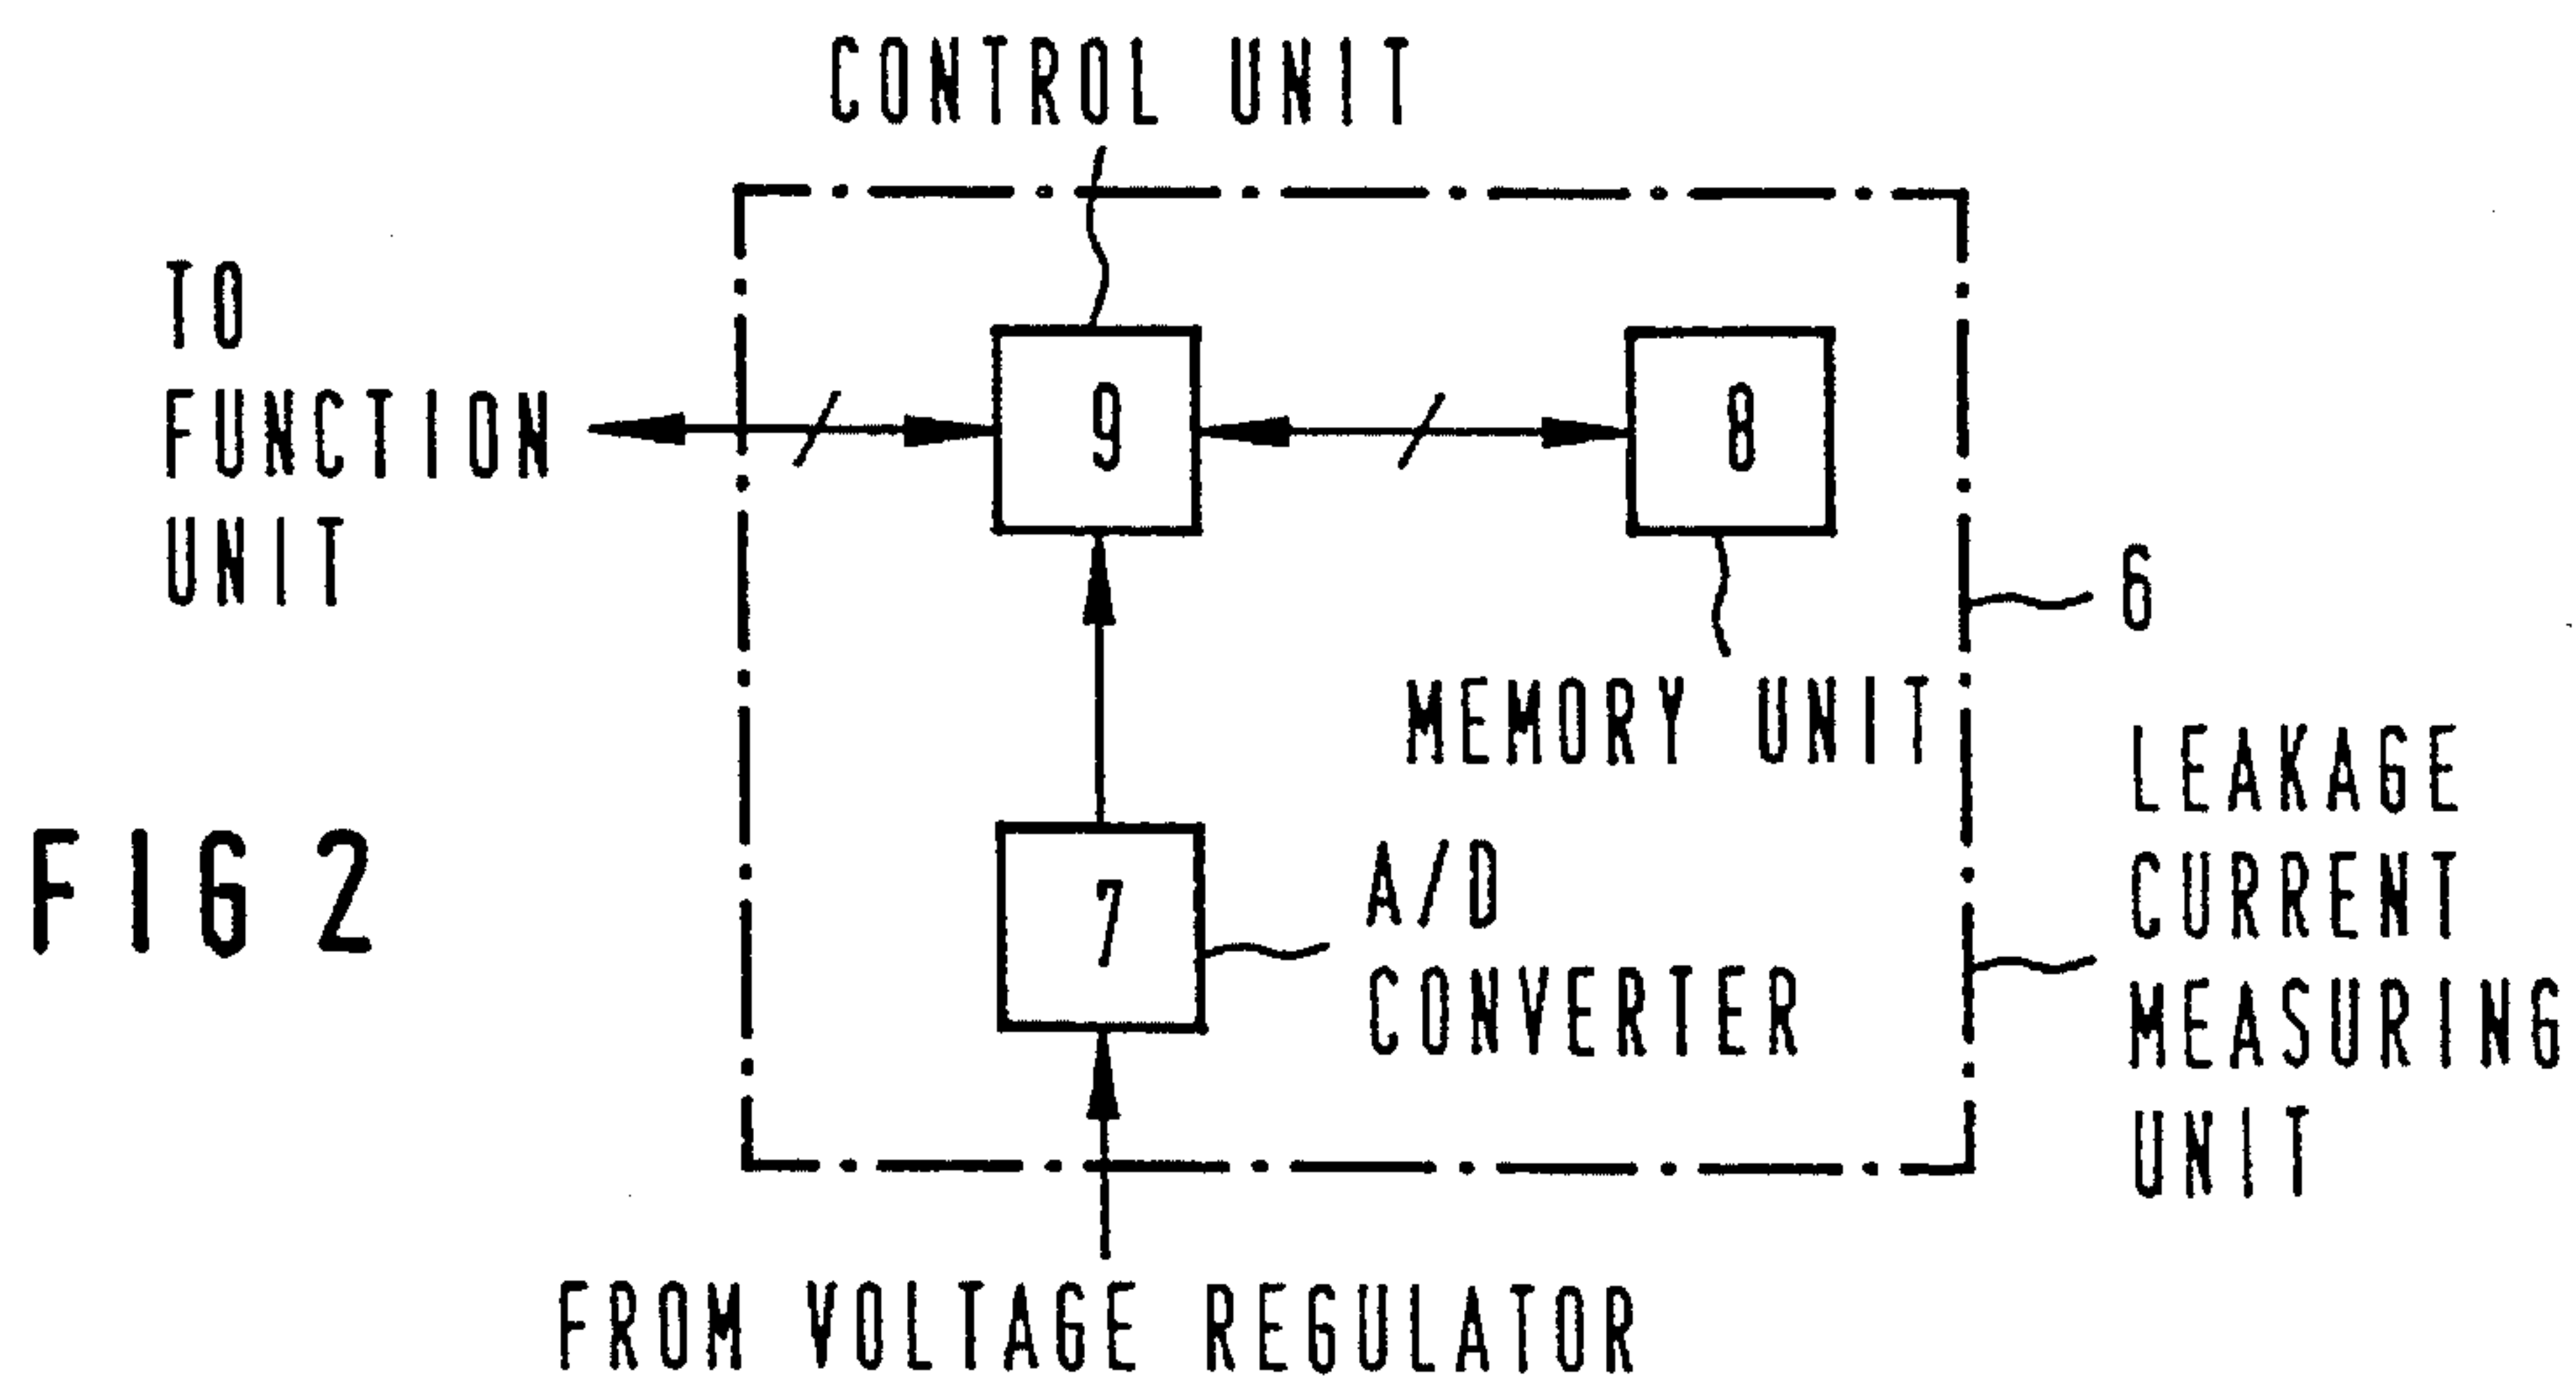 CONTROL UNIT
TO
FUNCTION
UNIT
9
8
6
MEMORY UNIT
LEAKAGE
CURRENT
MEASURING
UNIT
FIG 2
7
A/D
CONVERTER
FROM VOLTAGE REGULATOR